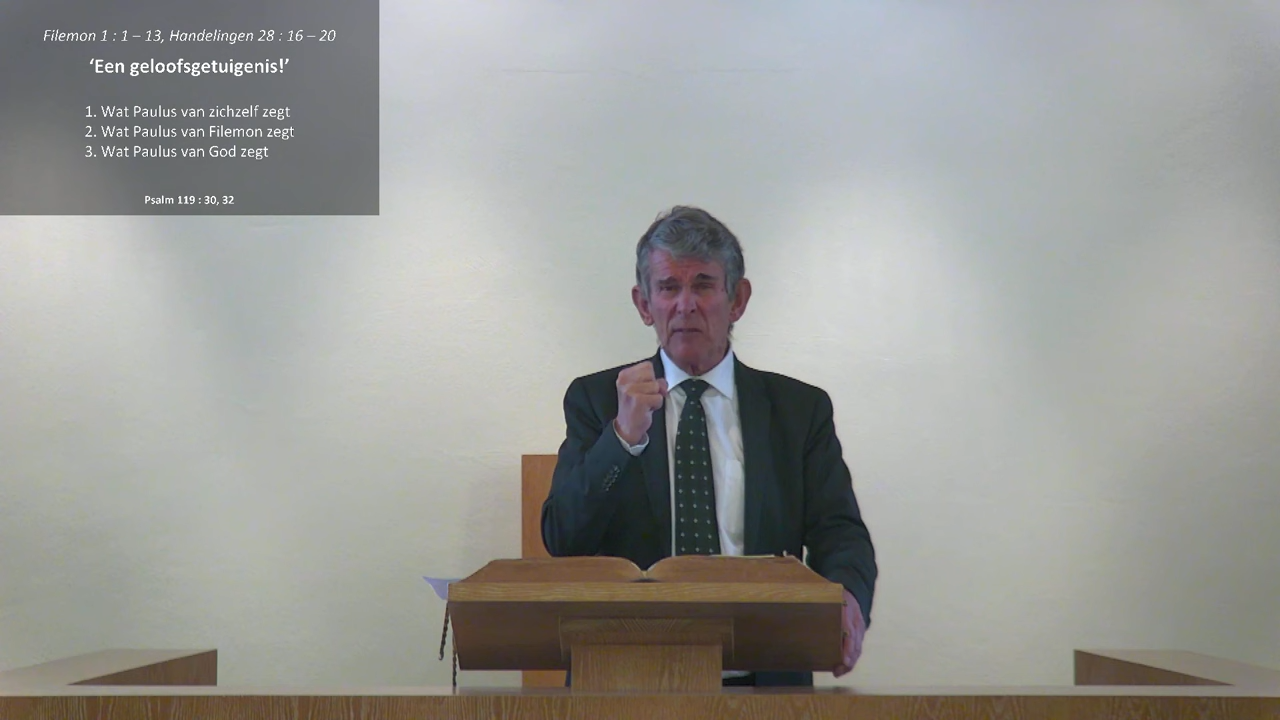 Filemon 1 : 1 – 13, Handelingen 28 : 16 – 20
‘Een geloofsgetuigenis!’
1. Wat Paulus van zichzelf zegt
2. Wat Paulus van Filemon zegt
3. Wat Paulus van God zegt
Psalm 119 : 30, 32